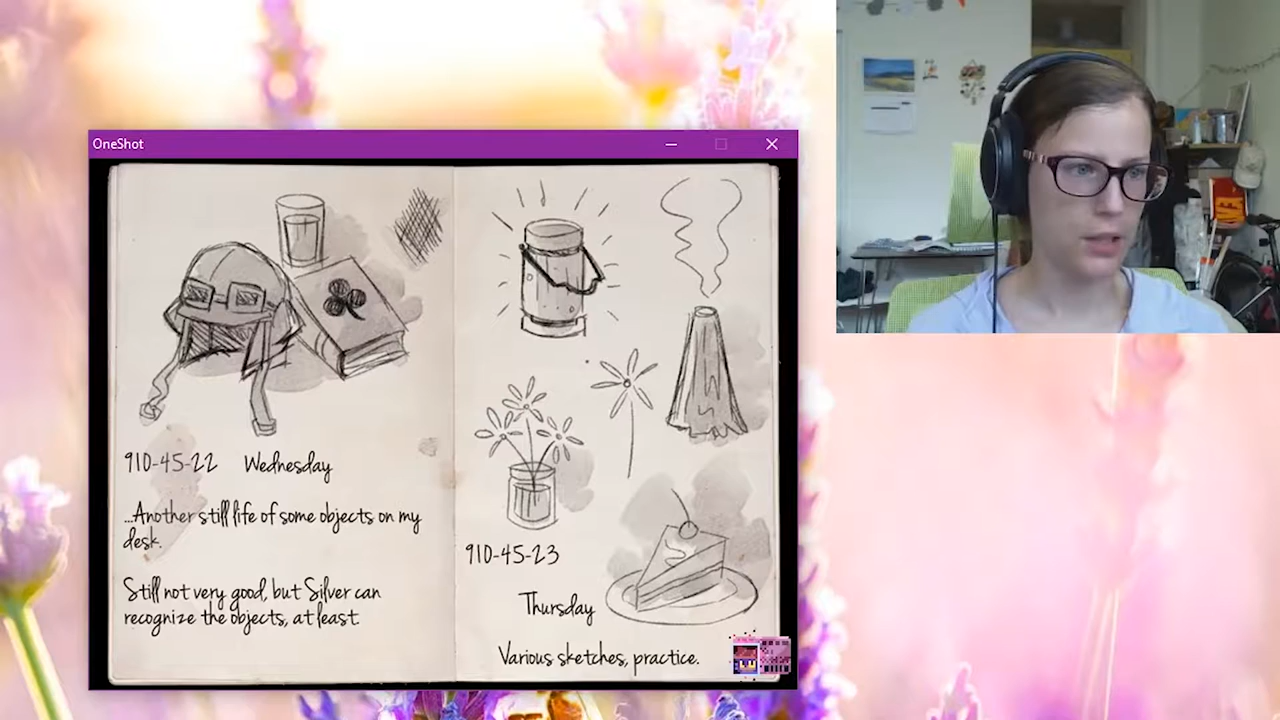 OneShot
910-45-22 Wednesday
...Another still life of some objects on my
desk.
Still not very good, but Silver can
recognize the objects, at least.
910-45-23
Thursday
Various sketches, practice.